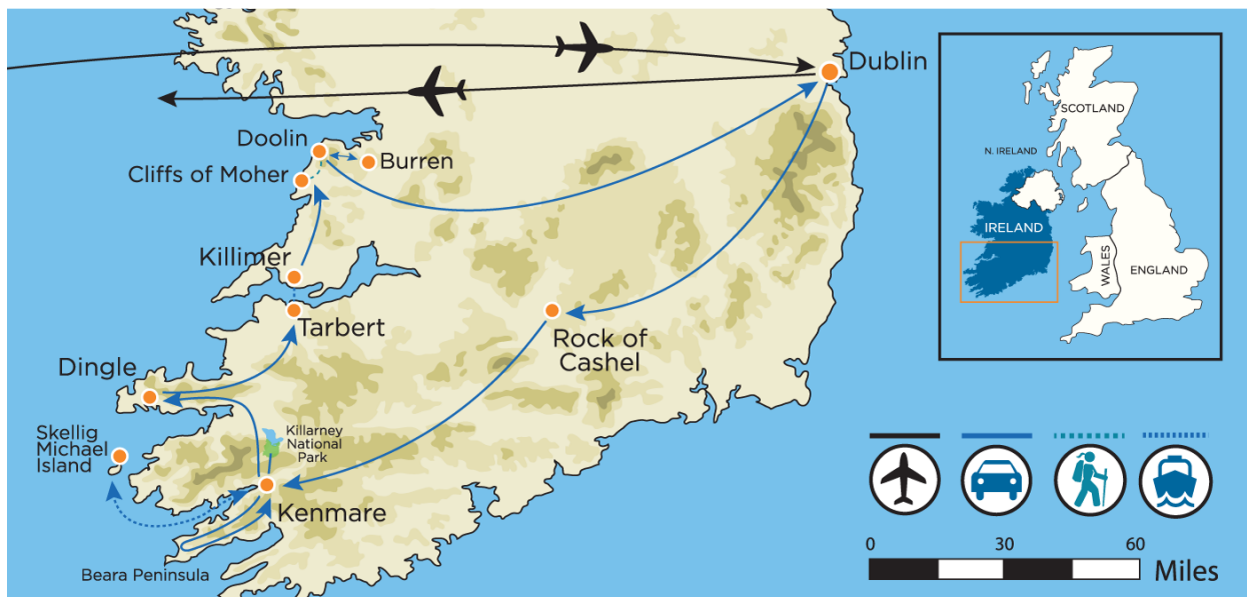 Dublin
Doolin
Burren
Cliffs of Moher
Killimer
Tarbert
Rock of
Cashel
Dingle
Skellig
Michael
Island
Killarney
National
Park
Kenmare
Beara Peninsula
SCOTLAND
N. IRELAND
IRELAND
WALES
ENGLAND
0
30
60
Miles